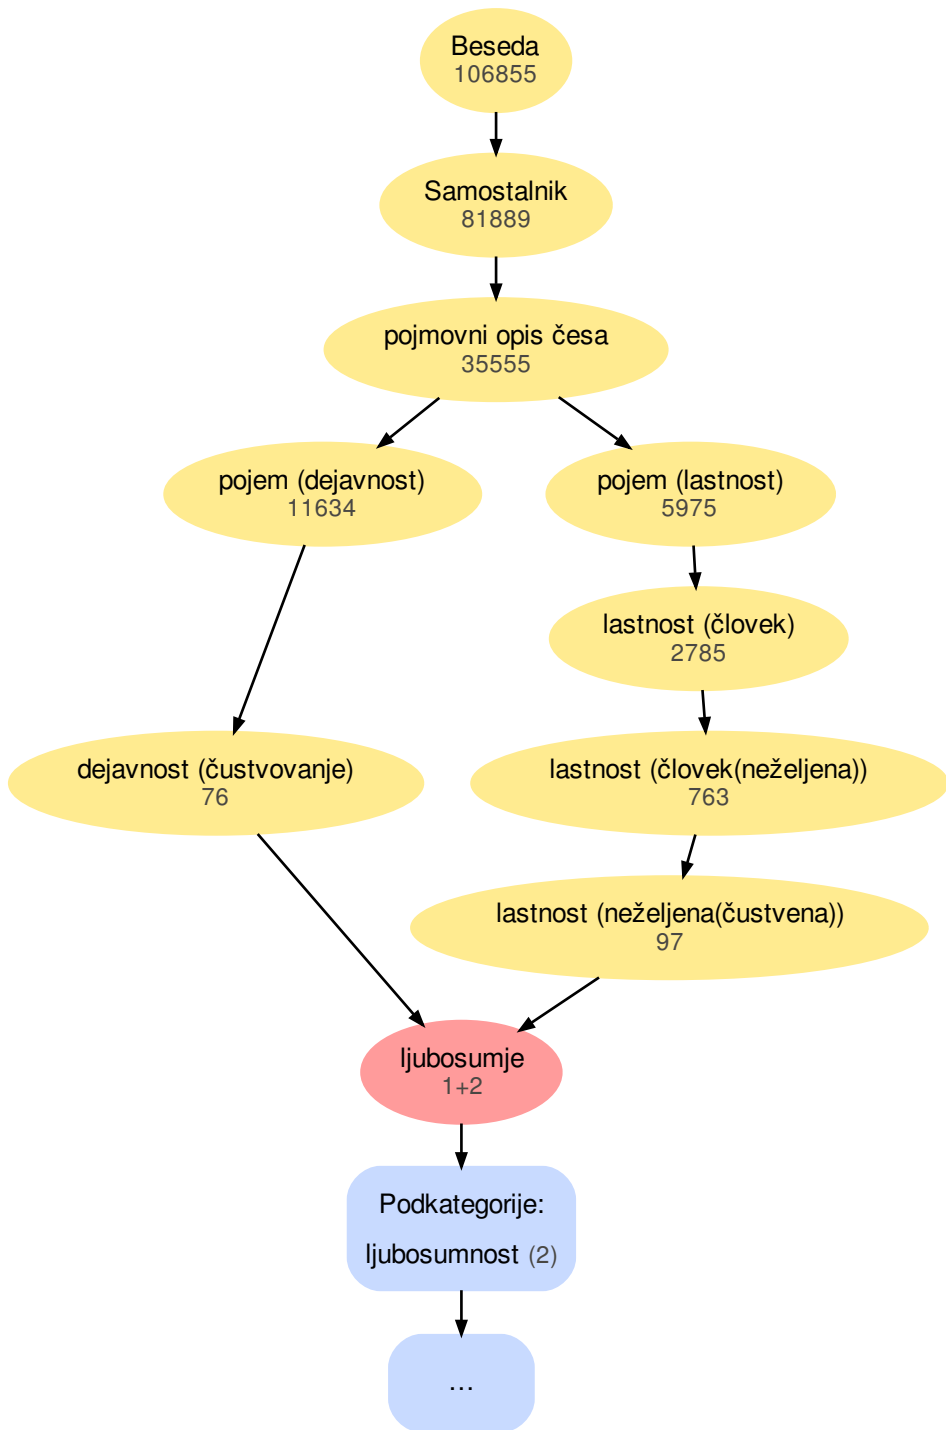 Beseda
106855
Samostalnik
81889
pojmovni opis česa
35555
pojem (dejavnost)
11634
pojem (lastnost)
5975
lastnost (človek)
2785
dejavnost (čustvovanje)
76
lastnost (človek(neželjena))
763
lastnost (neželjena(čustvena))
97
ljubosumje
1+2
Podkategorije:
ljubosumnost (2)
…